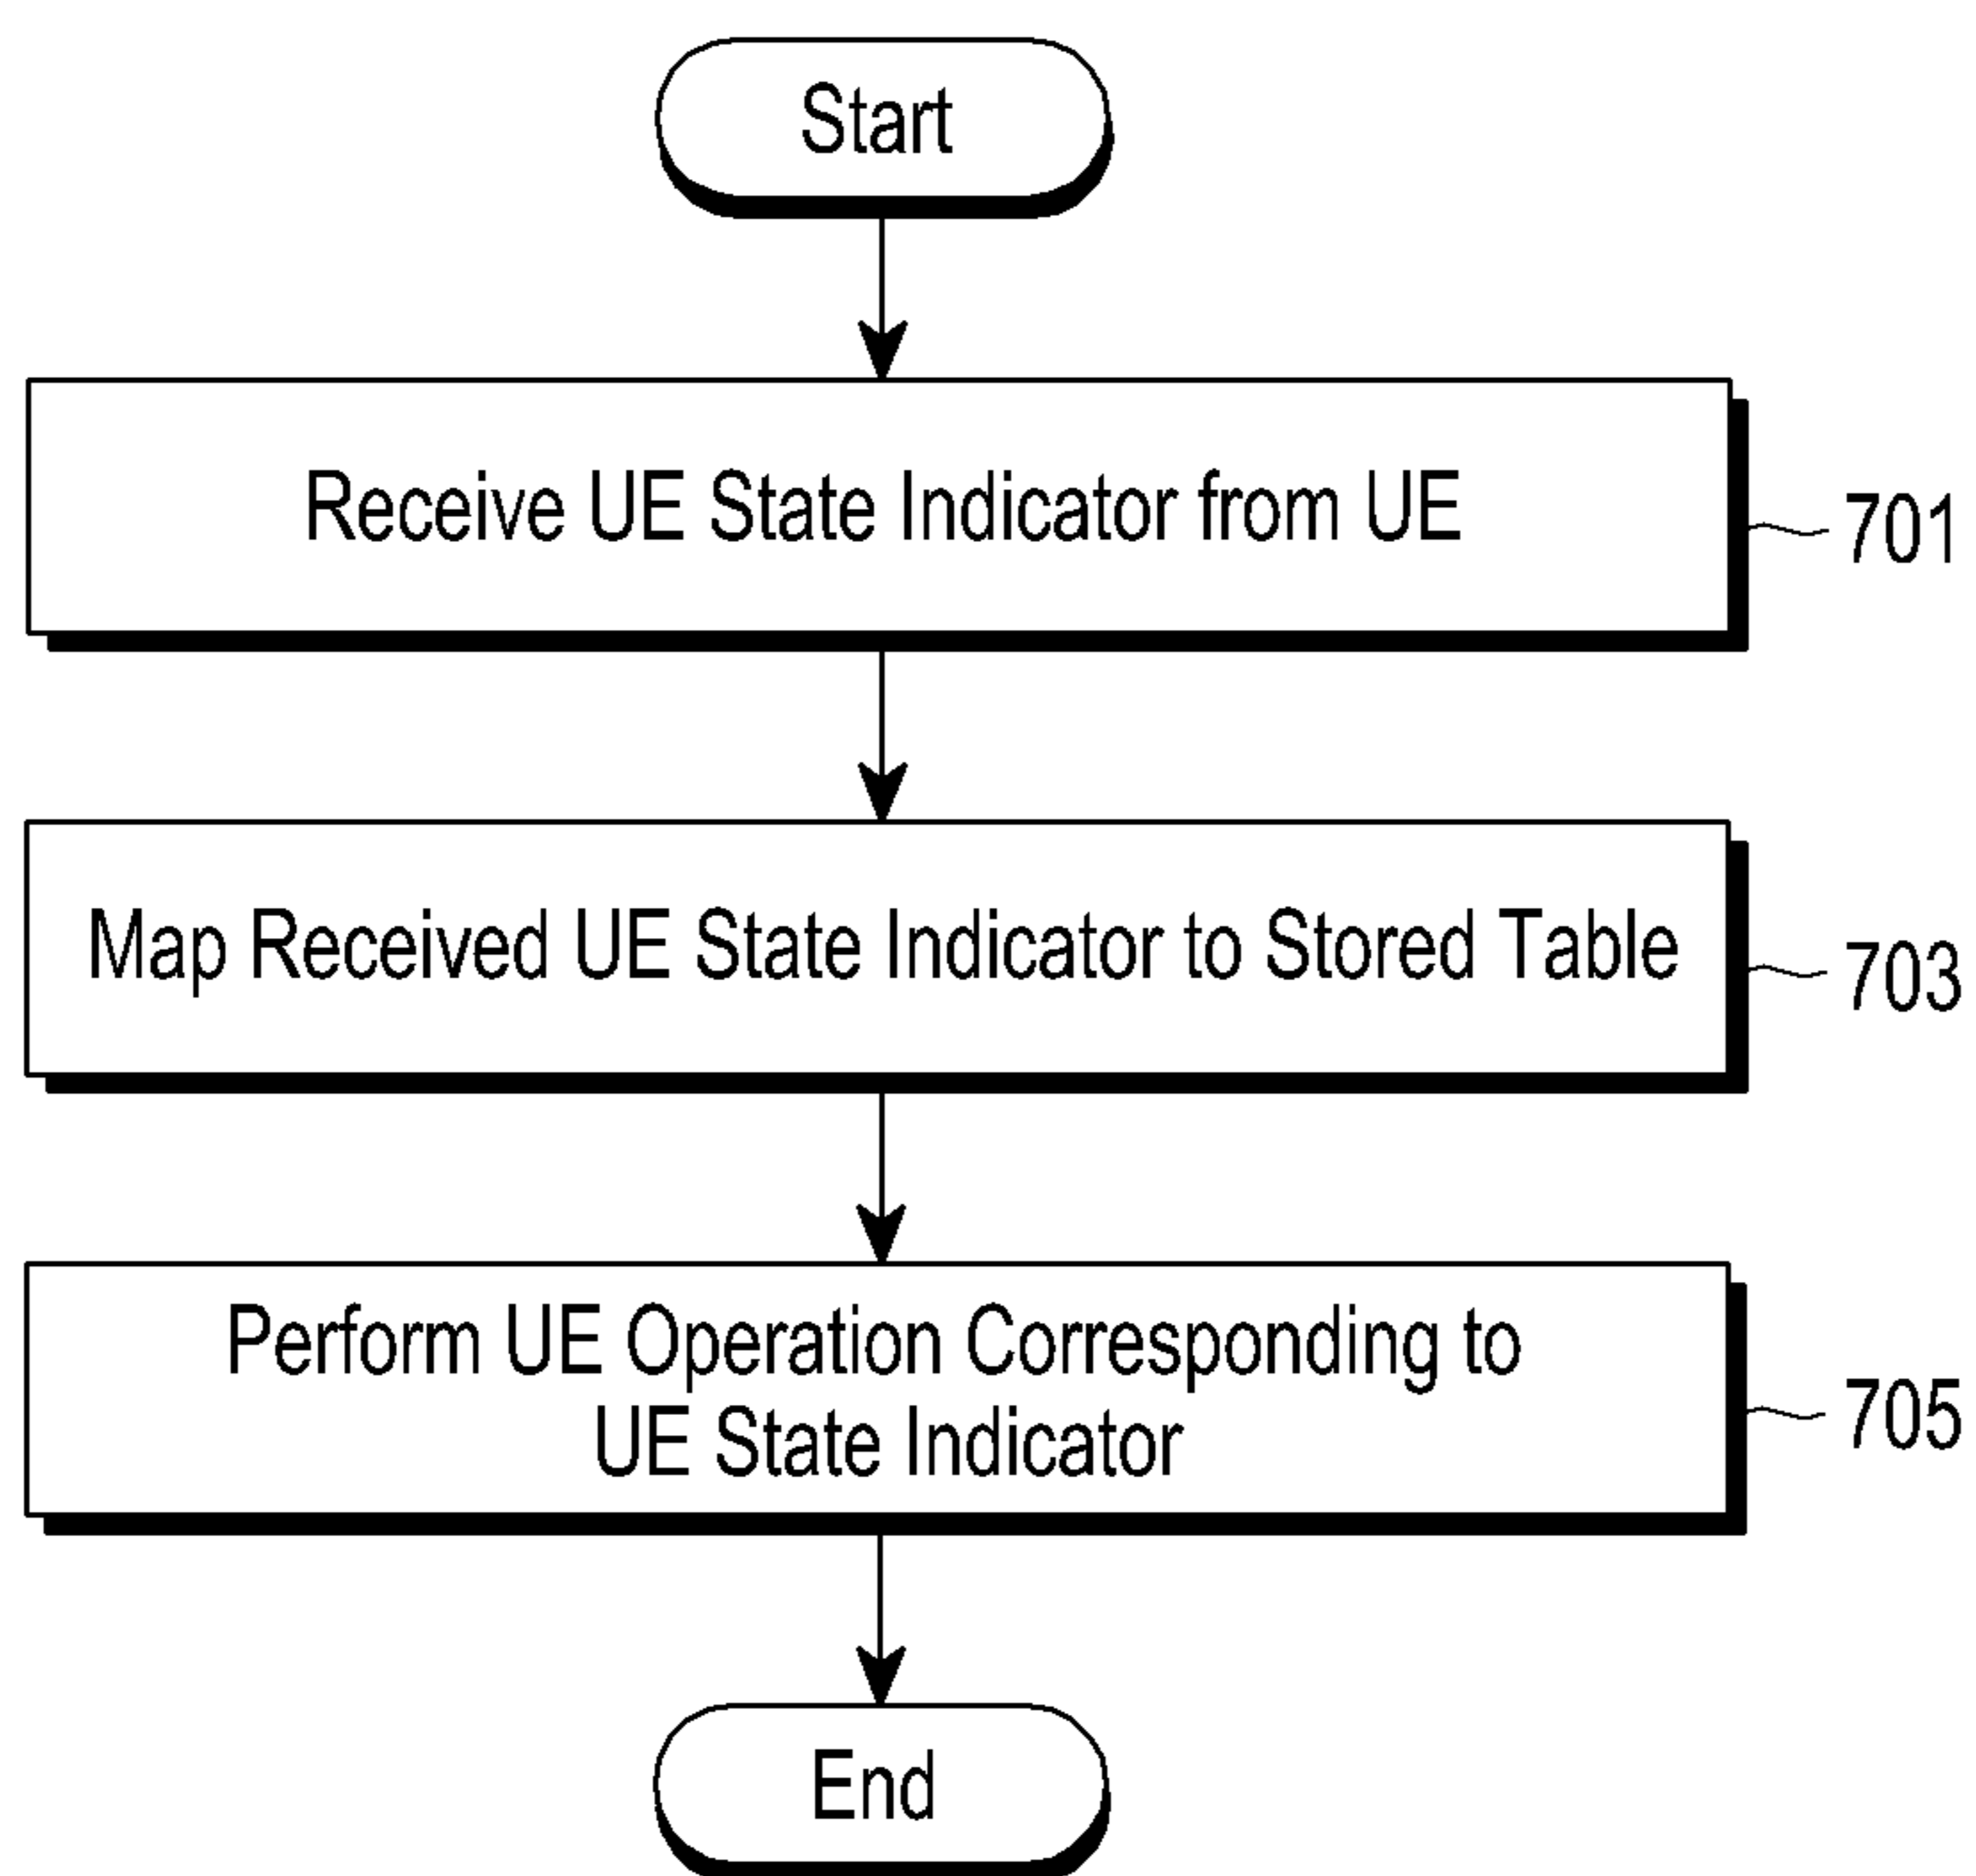 Start
Receive UE State Indicator from UE
701
Map Received UE State Indicator to Stored Table
703
Perform UE Operation Corresponding to
UE State Indicator
705
End